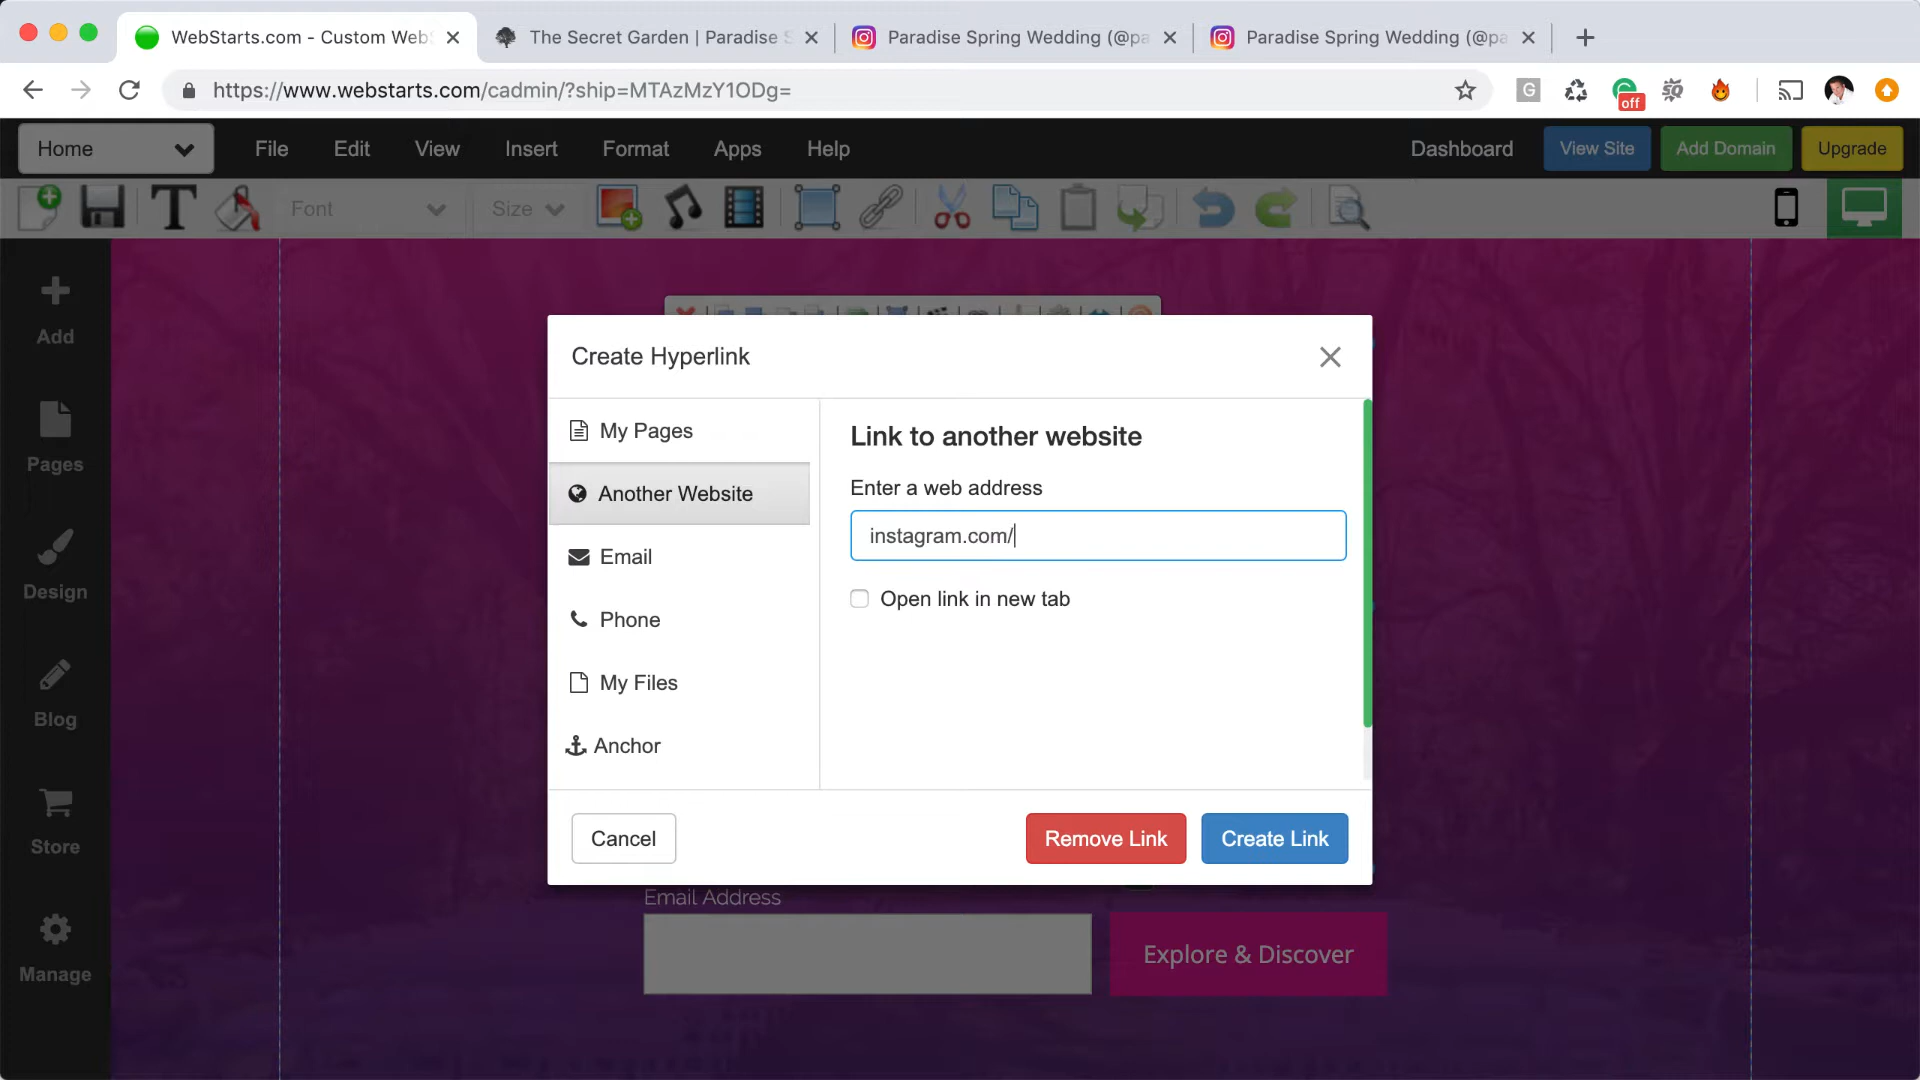 WebStarts.com - Custom Web
The Secret Garden | Paradise S
Paradise Spring Wedding (@pa
Paradise Spring Wedding (@pa
https://www.webstarts.com/cadmin/?ship=MTAzMzY1ODg=
G
off
SQ
Home
File
Edit
View
Insert
Format
Apps
Help
Dashboard
View Site
Add Domain
Upgrade
T
Font
Size
Add
Pages
Design
Blog
Store
Manage
Create Hyperlink
My Pages
Another Website
Email
Phone
My Files
Anchor
Link to another website
Enter a web address
instagram.com/
Open link in new tab
Cancel
Remove Link
Create Link
Email Address
Explore & Discover